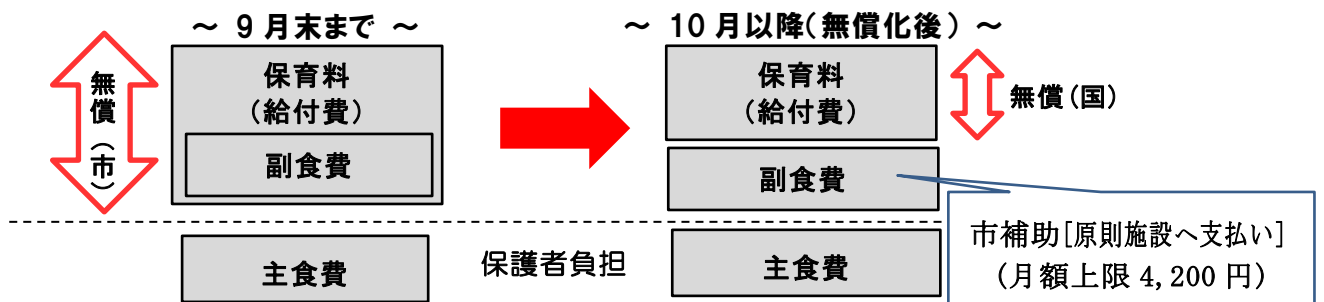 ～ 9 月末まで ～
無償（市）
保育料
（給付費）
副食費
主食費
保護者負担
～ 10 月以降（無償化後）～
保育料
（給付費）
無償（国）
副食費
主食費
市補助[原則施設へ支払い]
（月額上限 4,200 円）